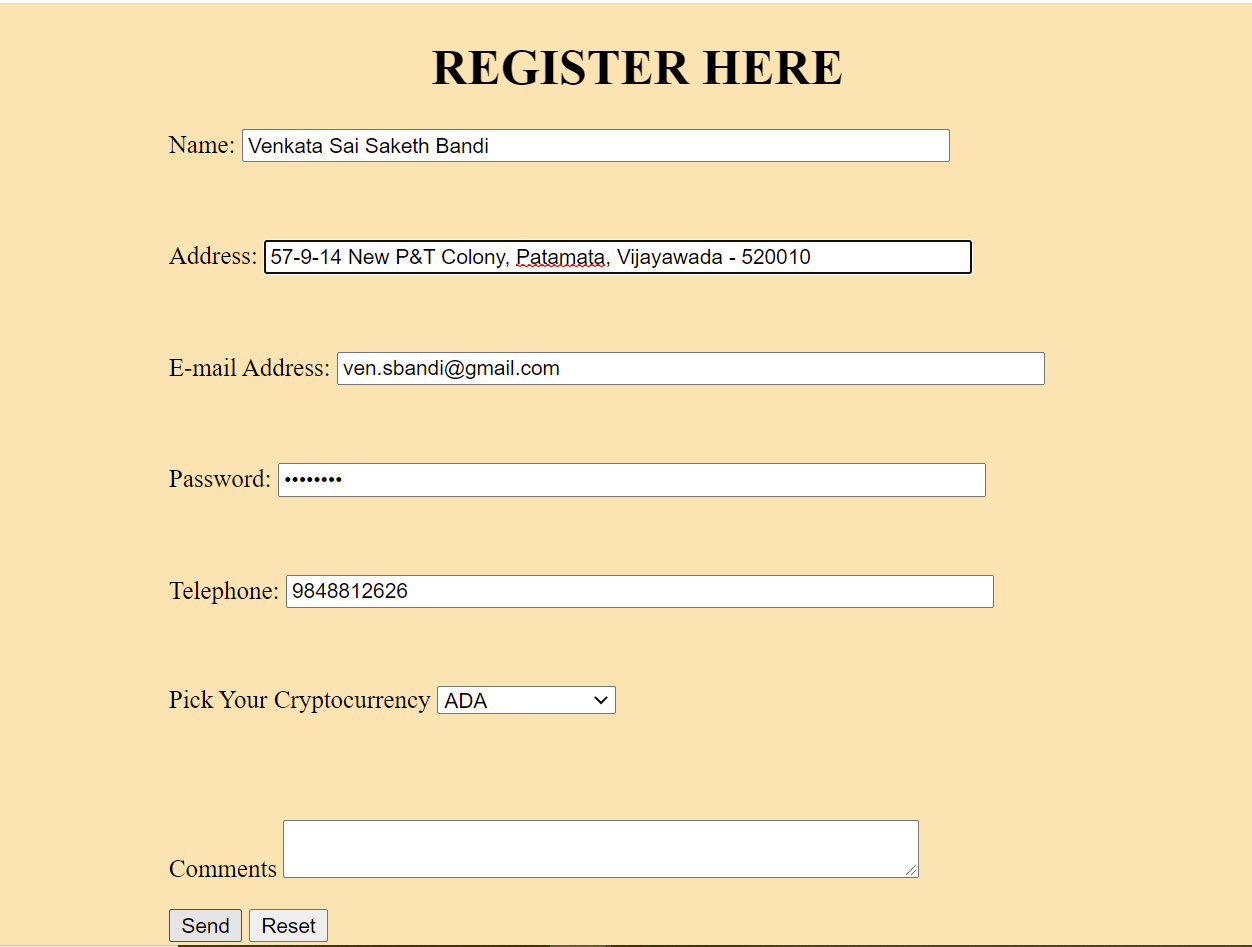 REGISTER HERE
Name: Venkata Sai Saketh Bandi
Address: 57-9-14 New P&T Colony, Patamata, Vijayawada - 520010
E-mail Address: ven.sbandi@gmail.com
Password: ••••••••
Telephone: 9848812626
Pick Your Cryptocurrency ADA
Comments
Send Reset